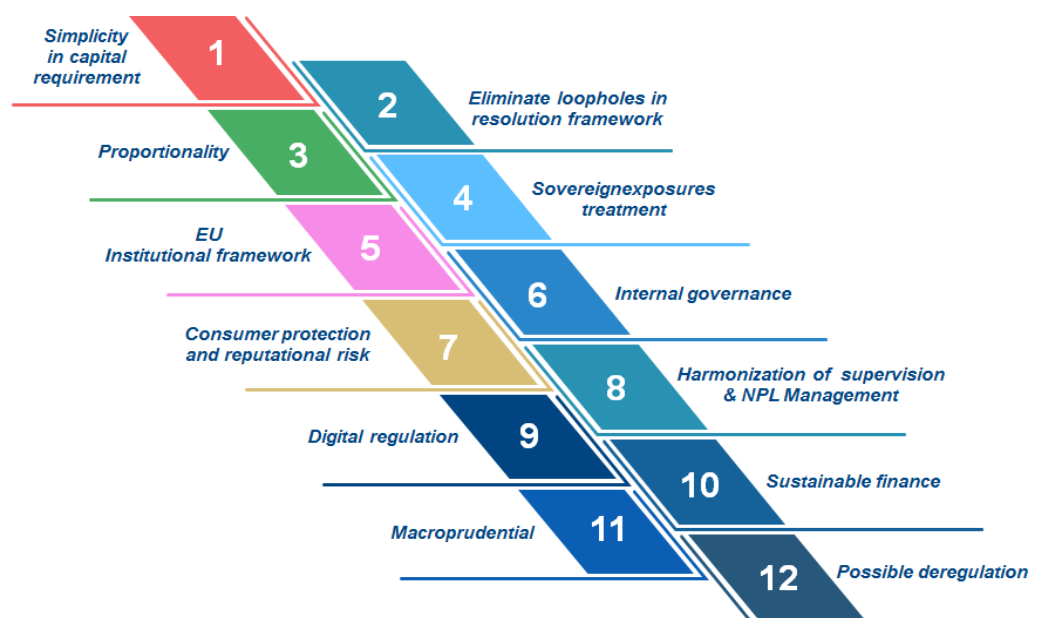 1
Simplicity
in capital
requirement
2
Eliminate loopholes in
resolution framework
3
Proportionality
4
Sovereignexposures
treatment
5
EU
Institutional framework
6
Internal governance
7
Consumer protection
and reputational risk
8
Harmonization of supervision
& NPL Management
9
Digital regulation
10
Sustainable finance
11
Macroprudential
12
Possible deregulation